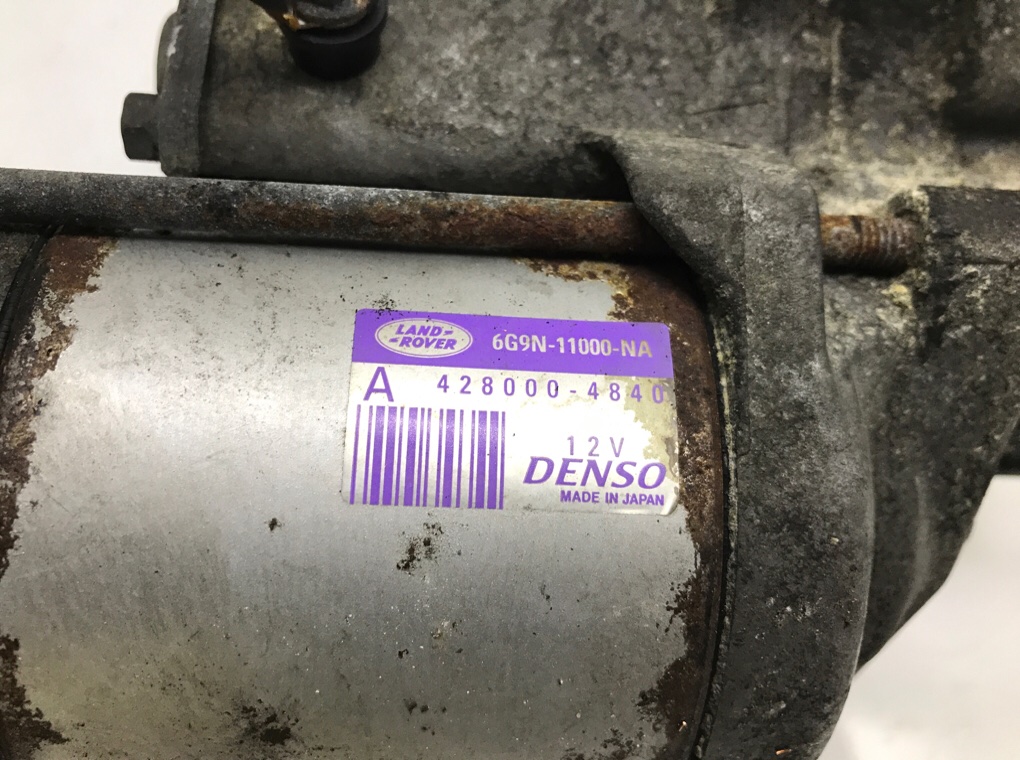 LAND ROVER
6G9N-11000-NA
A 428000-4840
12V
DENSO
MADE IN JAPAN